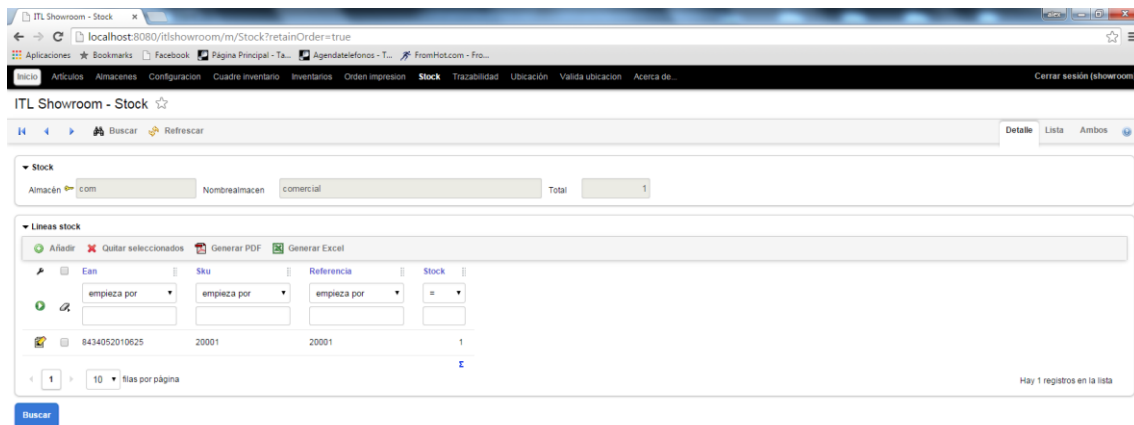 ITL Showroom - Stock
localhost:8080/itlshowroom/m/Stock?retainOrder=true
Aplicaciones Bookmarks Facebook Página Principal - Ta... Agendatelefonos - T... FromHot.com - Fro...
Inicio Artículos Almacenes Configuracion Cuadre inventario Inventarios Orden impresion Stock Trazabilidad Ubicación Valida ubicacion Acerca de... Cerrar sesión (showroom
ITL Showroom - Stock
Buscar Refrescar Detalle Lista Ambos
Stock
Almacén com Nombrealmacen comercial Total 1
Lineas stock
Añadir Quitar seleccionados Generar PDF Generar Excel
Ean Sku Referencia Stock
empieza por empieza por empieza por =
8434052010625 20001 20001 1
Σ
1 10 filas por página Hay 1 registros en la lista
Buscar